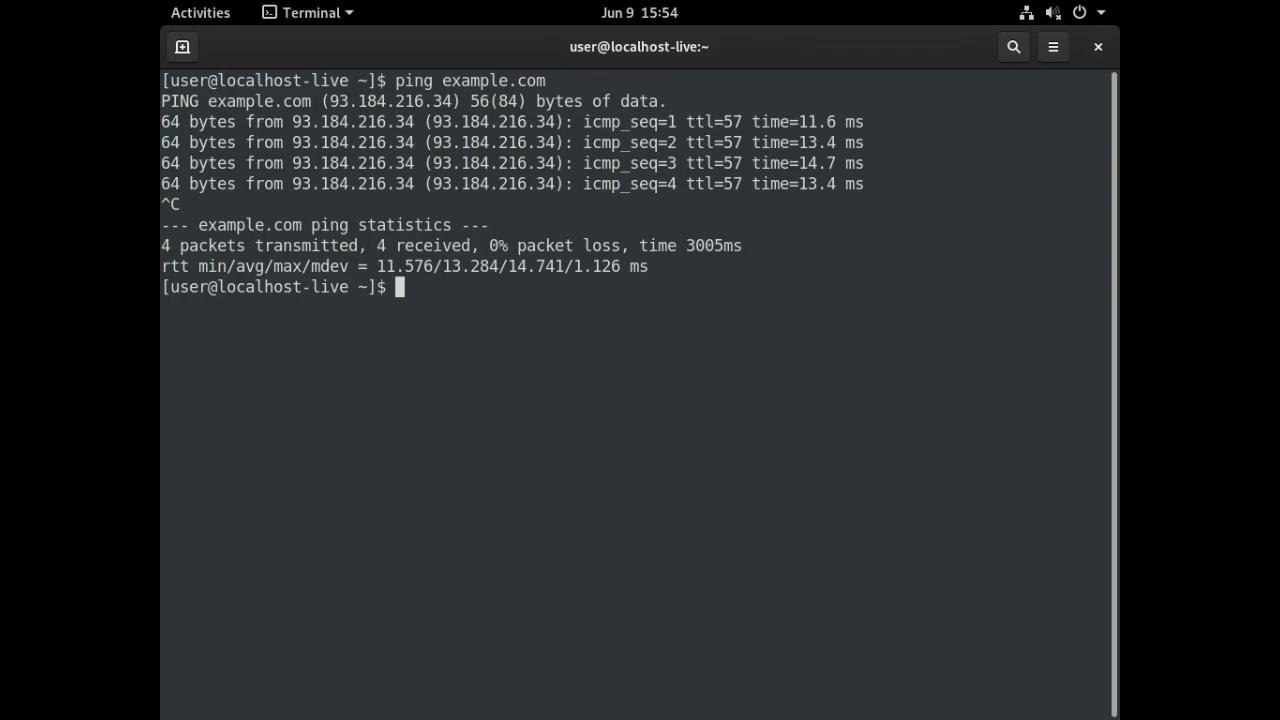 Activities Terminal Jun 9 15:54
user@localhost-live:~
[user@localhost-live ~]$ ping example.com
PING example.com (93.184.216.34) 56(84) bytes of data.
64 bytes from 93.184.216.34 (93.184.216.34): icmp_seq=1 ttl=57 time=11.6 ms
64 bytes from 93.184.216.34 (93.184.216.34): icmp_seq=2 ttl=57 time=13.4 ms
64 bytes from 93.184.216.34 (93.184.216.34): icmp_seq=3 ttl=57 time=14.7 ms
64 bytes from 93.184.216.34 (93.184.216.34): icmp_seq=4 ttl=57 time=13.4 ms
^C
--- example.com ping statistics ---
4 packets transmitted, 4 received, 0% packet loss, time 3005ms
rtt min/avg/max/mdev = 11.576/13.284/14.741/1.126 ms
[user@localhost-live ~]$